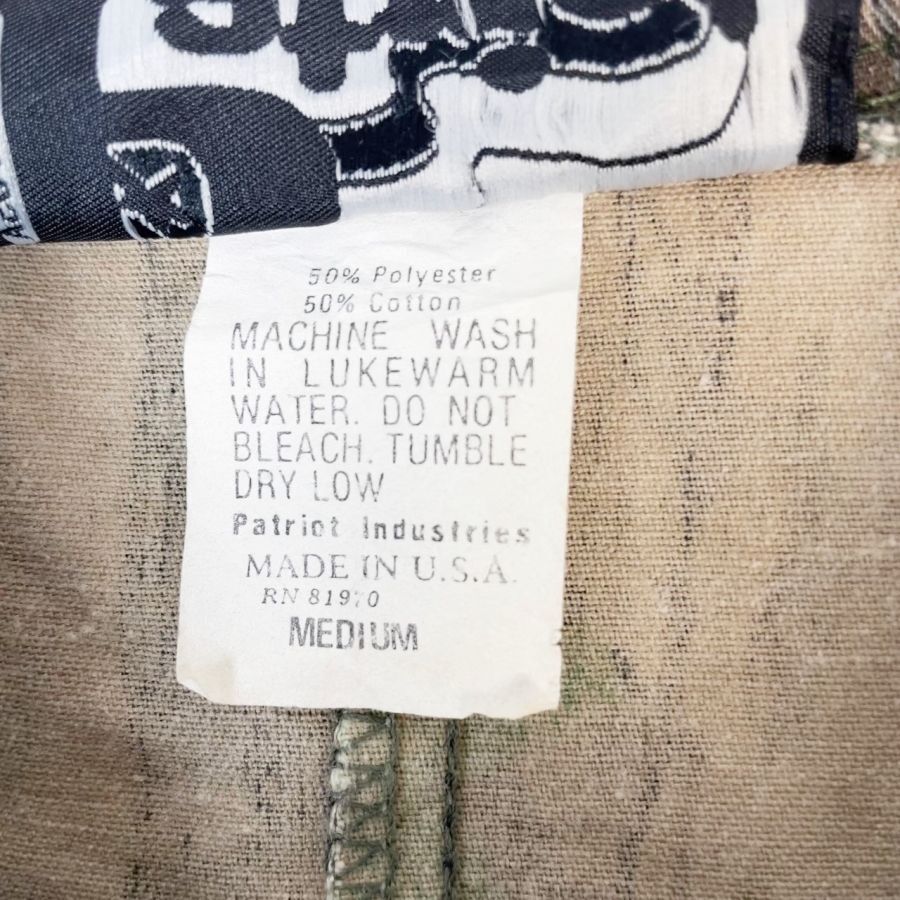 50% Polyester
50% Cotton
MACHINE WASH
IN LUKEWARM
WATER. DO NOT
BLEACH. TUMBLE
DRY LOW
Patriot Industries
MADE IN U.S.A.
RN 81970
MEDIUM